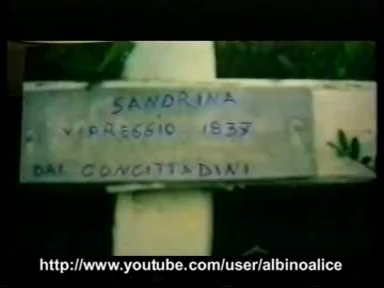 SANDRINA
VIAREGGIO 1837
DAI CONCITTADINI
http://www.youtube.com/user/albinoalice